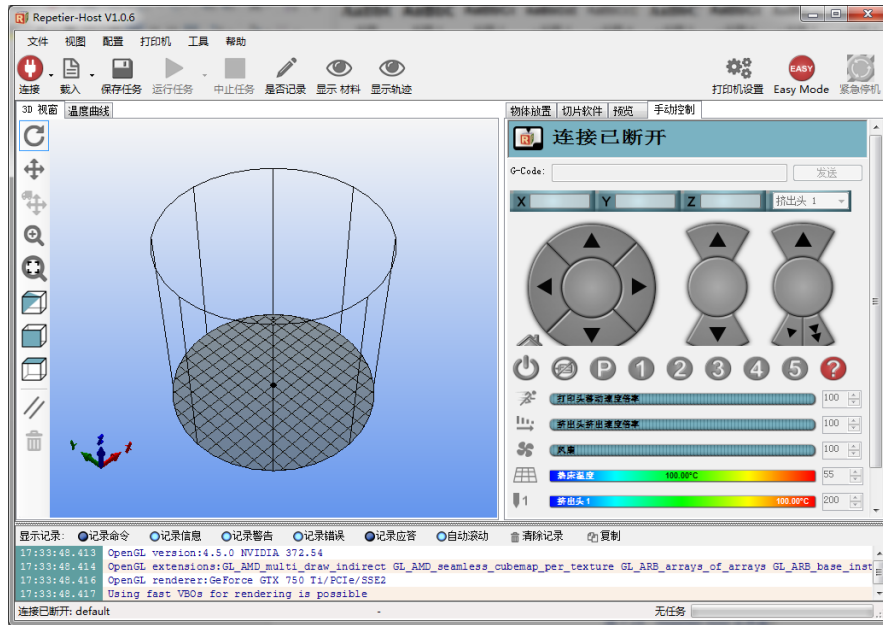 Repetier-Host V1.0.6
文件 视图 配置 打印机 工具 帮助
连接 载入 保存任务 运行任务 中止任务 是否记录 显示 材料 显示轨迹 打印机设置 Easy Mode 紧急停机
EASY
3D 视窗 温度曲线
物体放置 切片软件 预览 手动控制
连接已断开
G-Code: 发送
X Y Z 挤出头 1
P 1 2 3 4 5 ?
打印头移动速度倍率 100
挤出头挤出速度倍率 100
风扇 100
热床温度 100.00°C 55
1 挤出头 1 100.00°C 200
Y Z X
显示记录: 记录命令 记录信息 记录警告 记录错误 记录应答 自动滚动 清除记录 复制
17:33:48.413 OpenGL version:4.5.0 NVIDIA 372.54
17:33:48.414 OpenGL extensions:GL_AMD_multi_draw_indirect GL_AMD_seamless_cubemap_per_texture GL_ARB_arrays_of_arrays GL_ARB_base_inst
17:33:48.416 OpenGL renderer:GeForce GTX 750 Ti/PCIe/SSE2
17:33:48.417 Using fast VBOs for rendering is possible
连接已断开: default - 无任务